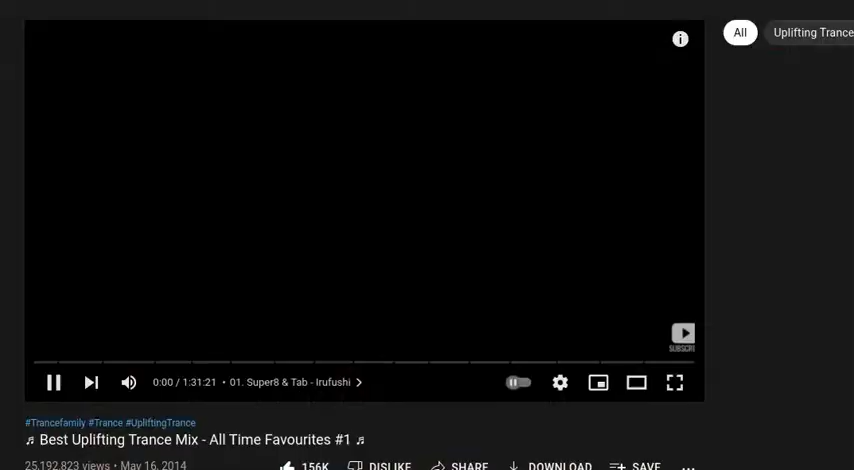 All Uplifting Trance
SUBSCRI
0:00 / 1:31:21 • 01. Super8 & Tab - Irufushi
#Trancefamily #Trance #UpliftingTrance
♬ Best Uplifting Trance Mix - All Time Favourites #1 ♬
25,192,823 views • May 16, 2014 156K DISLIKE SHARE DOWNLOAD SAVE